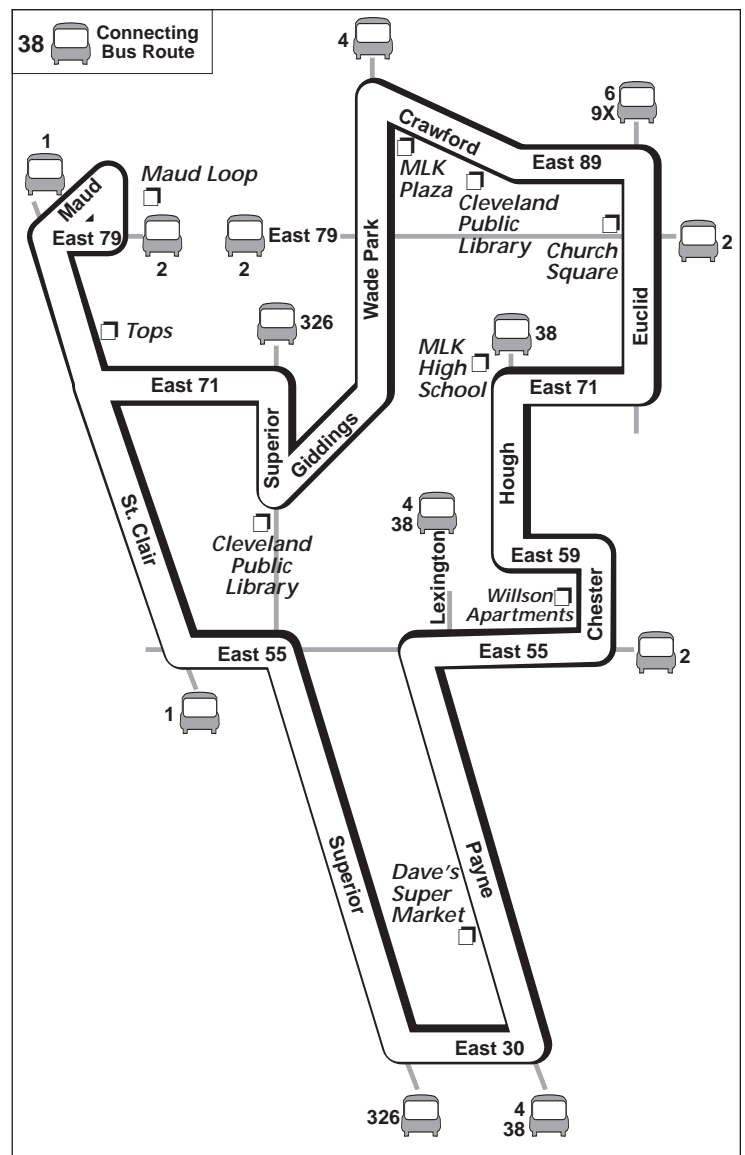 38
Connecting
Bus Route
4
6
9X
1
Maud Loop
Maud
East 79
2
2
East 79
Crawford
MLK
Plaza
East 89
Cleveland
Public
Library
Church
Square
2
Wade Park
Euclid
326
Tops
38
MLK
High
School
East 71
East 71
Superior
Giddings
Hough
St. Clair
Cleveland
Public
Library
4
38
Lexington
East 59
Willson
Apartments
Chester
East 55
East 55
2
1
Superior
Payne
Dave's
Super
Market
East 30
326
4
38